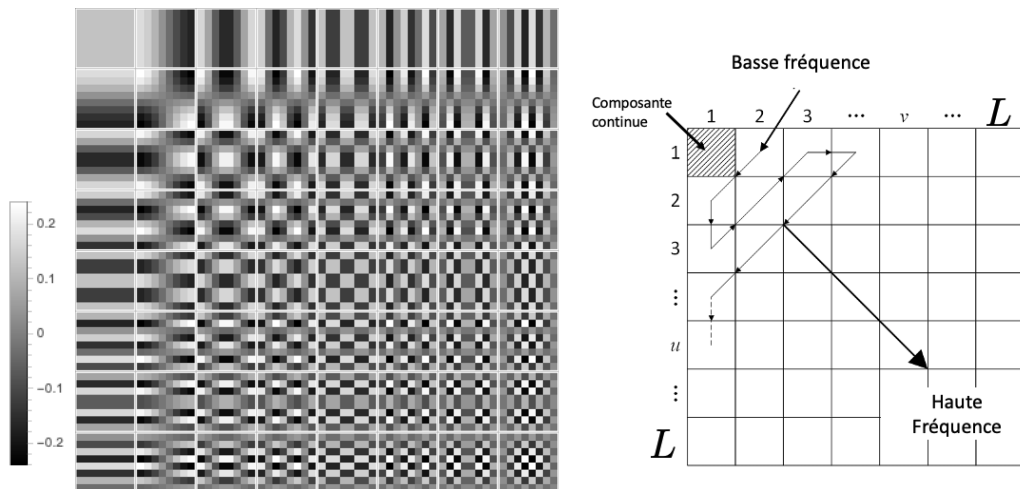 0.2
0.1
0
−0.1
−0.2
Basse fréquence
Composante
continue
1 2 3 ... v ... L
1
2
3
⋮
u
⋮
L
Haute
Fréquence